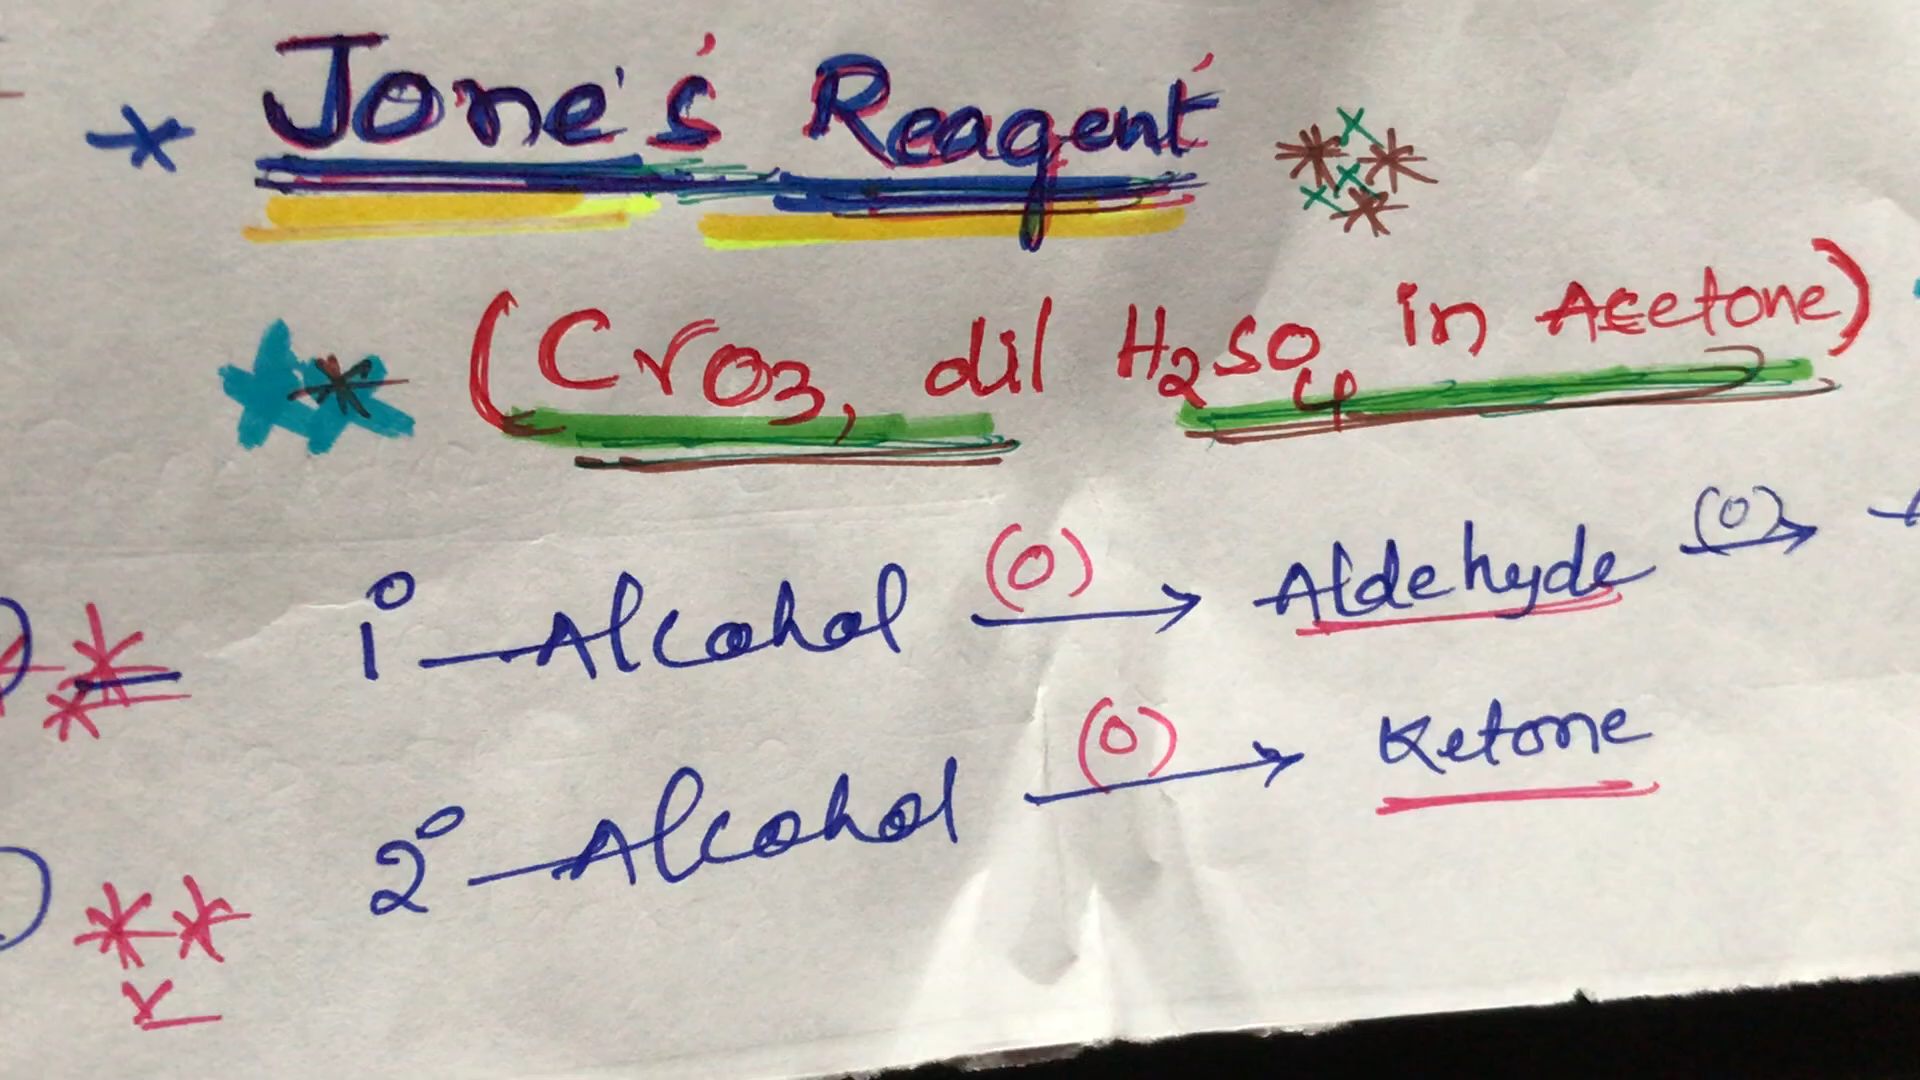 * Jone's Reagent
(CrO3, dil H2SO4 in Acetone)
1° - Alcohol (O) → Aldehyde (O) →
2° - Alcohol (O) → Ketone